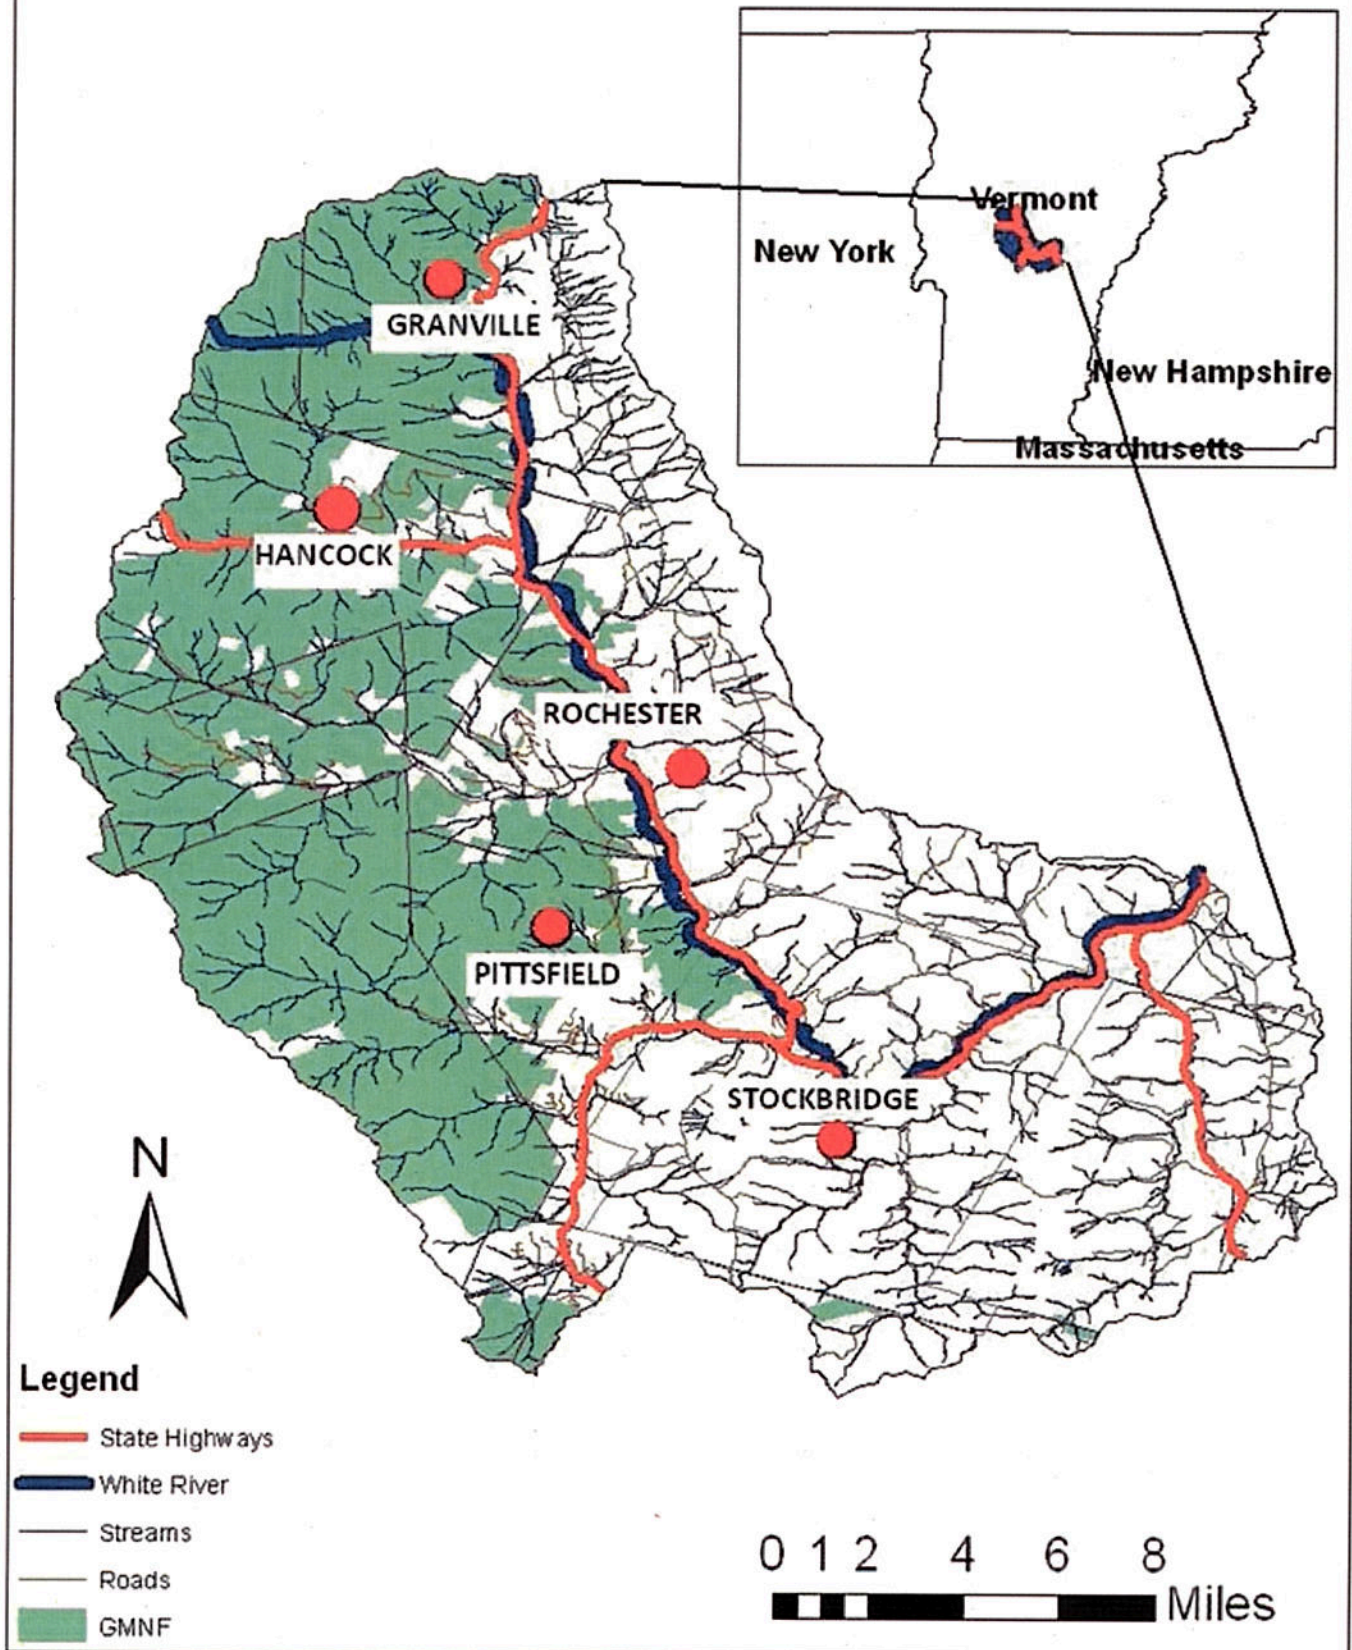 Vermont
New York
New Hampshire
Massachusetts
GRANVILLE
HANCOCK
ROCHESTER
PITTSFIELD
STOCKBRIDGE
N
Legend
State Highways
White River
Streams
Roads
GMNF
0 1 2 4 6 8
Miles